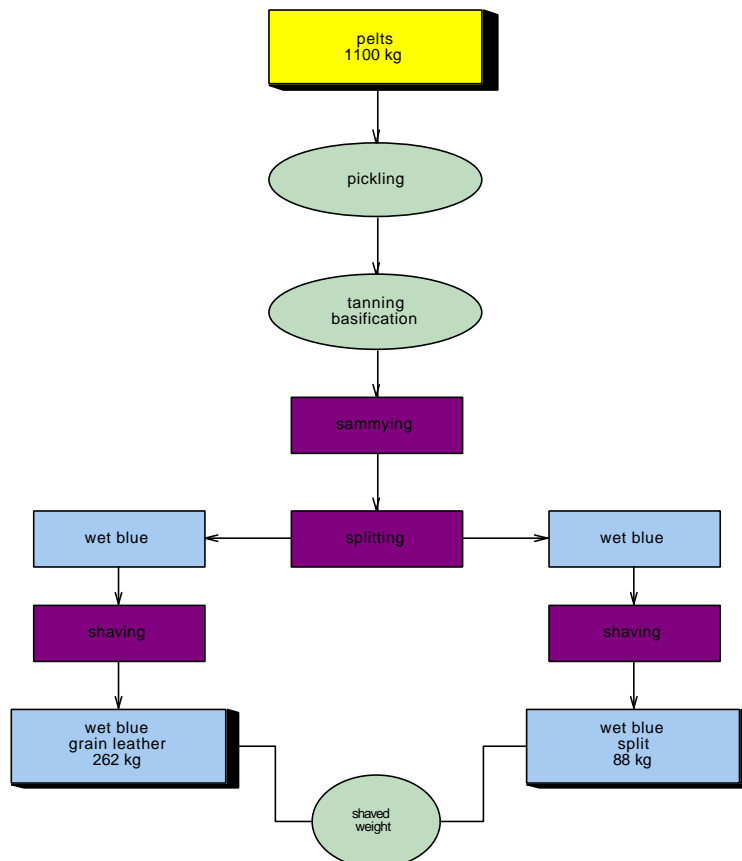 pelts
1100 kg
pickling
tanning
basification
sammying
wet blue
splitting
wet blue
shaving
shaving
wet blue
grain leather
262 kg
wet blue
split
88 kg
shaved
weight